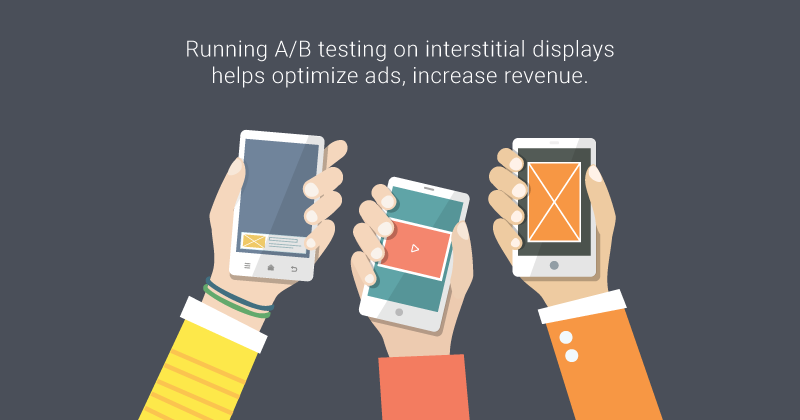 Running A/B testing on interstitial displays
helps optimize ads, increase revenue.